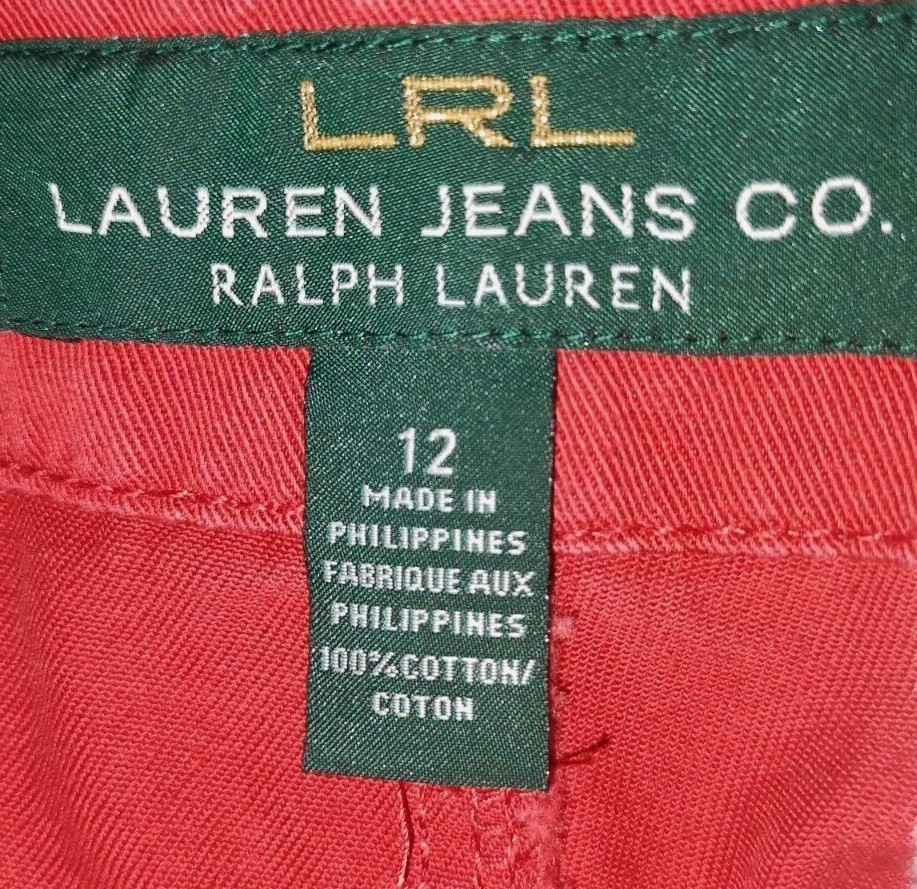 LRL
LAUREN JEANS CO.
RALPH LAUREN
12
MADE IN
PHILIPPINES
FABRIQUE AUX
PHILIPPINES
100% COTTON/
COTON